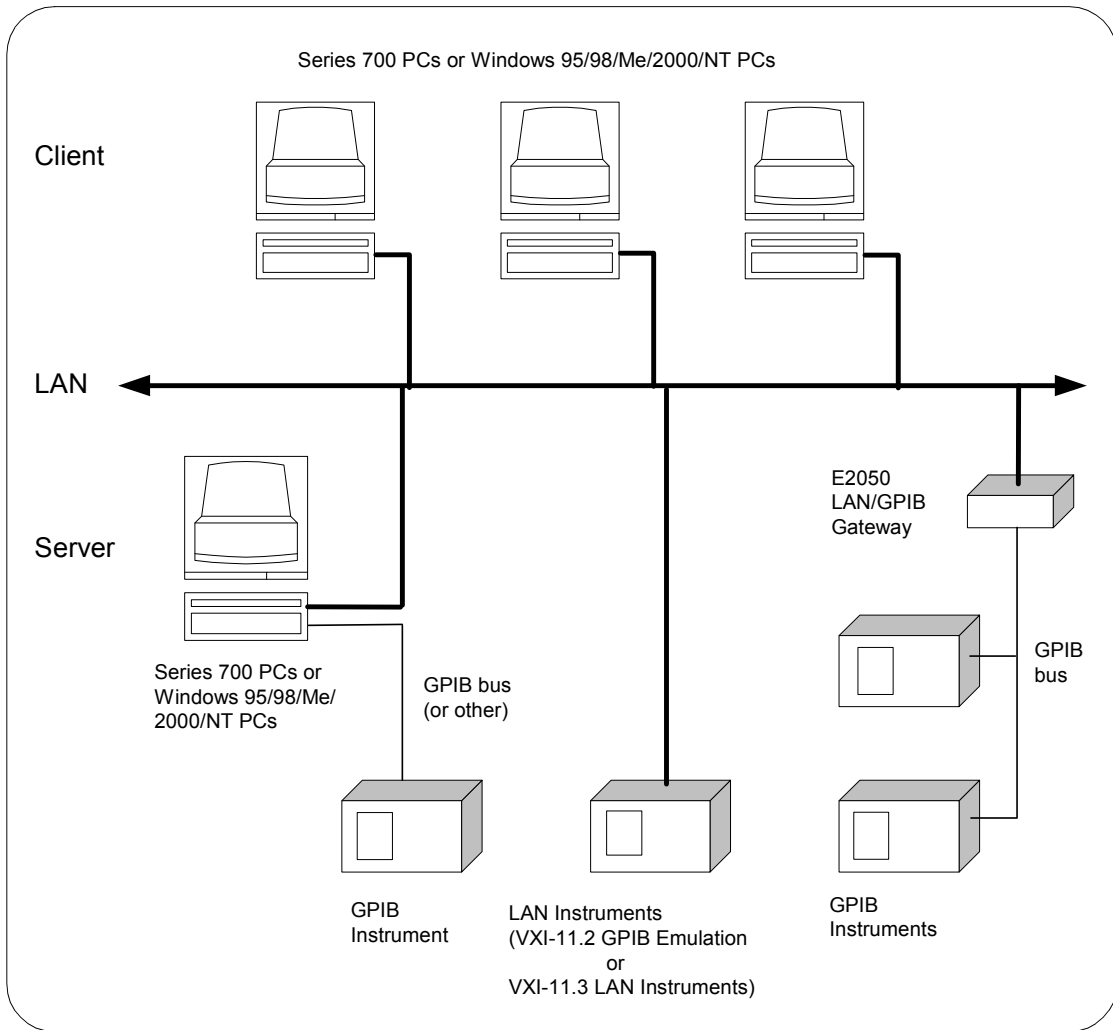 Series 700 PCs or Windows 95/98/Me/2000/NT PCs
Client
LAN
E2050
LAN/GPIB
Gateway
Server
GPIB
bus
Series 700 PCs or
Windows 95/98/Me/
2000/NT PCs
GPIB bus
(or other)
GPIB
Instrument
LAN Instruments
(VXI-11.2 GPIB Emulation
or
VXI-11.3 LAN Instruments)
GPIB
Instruments